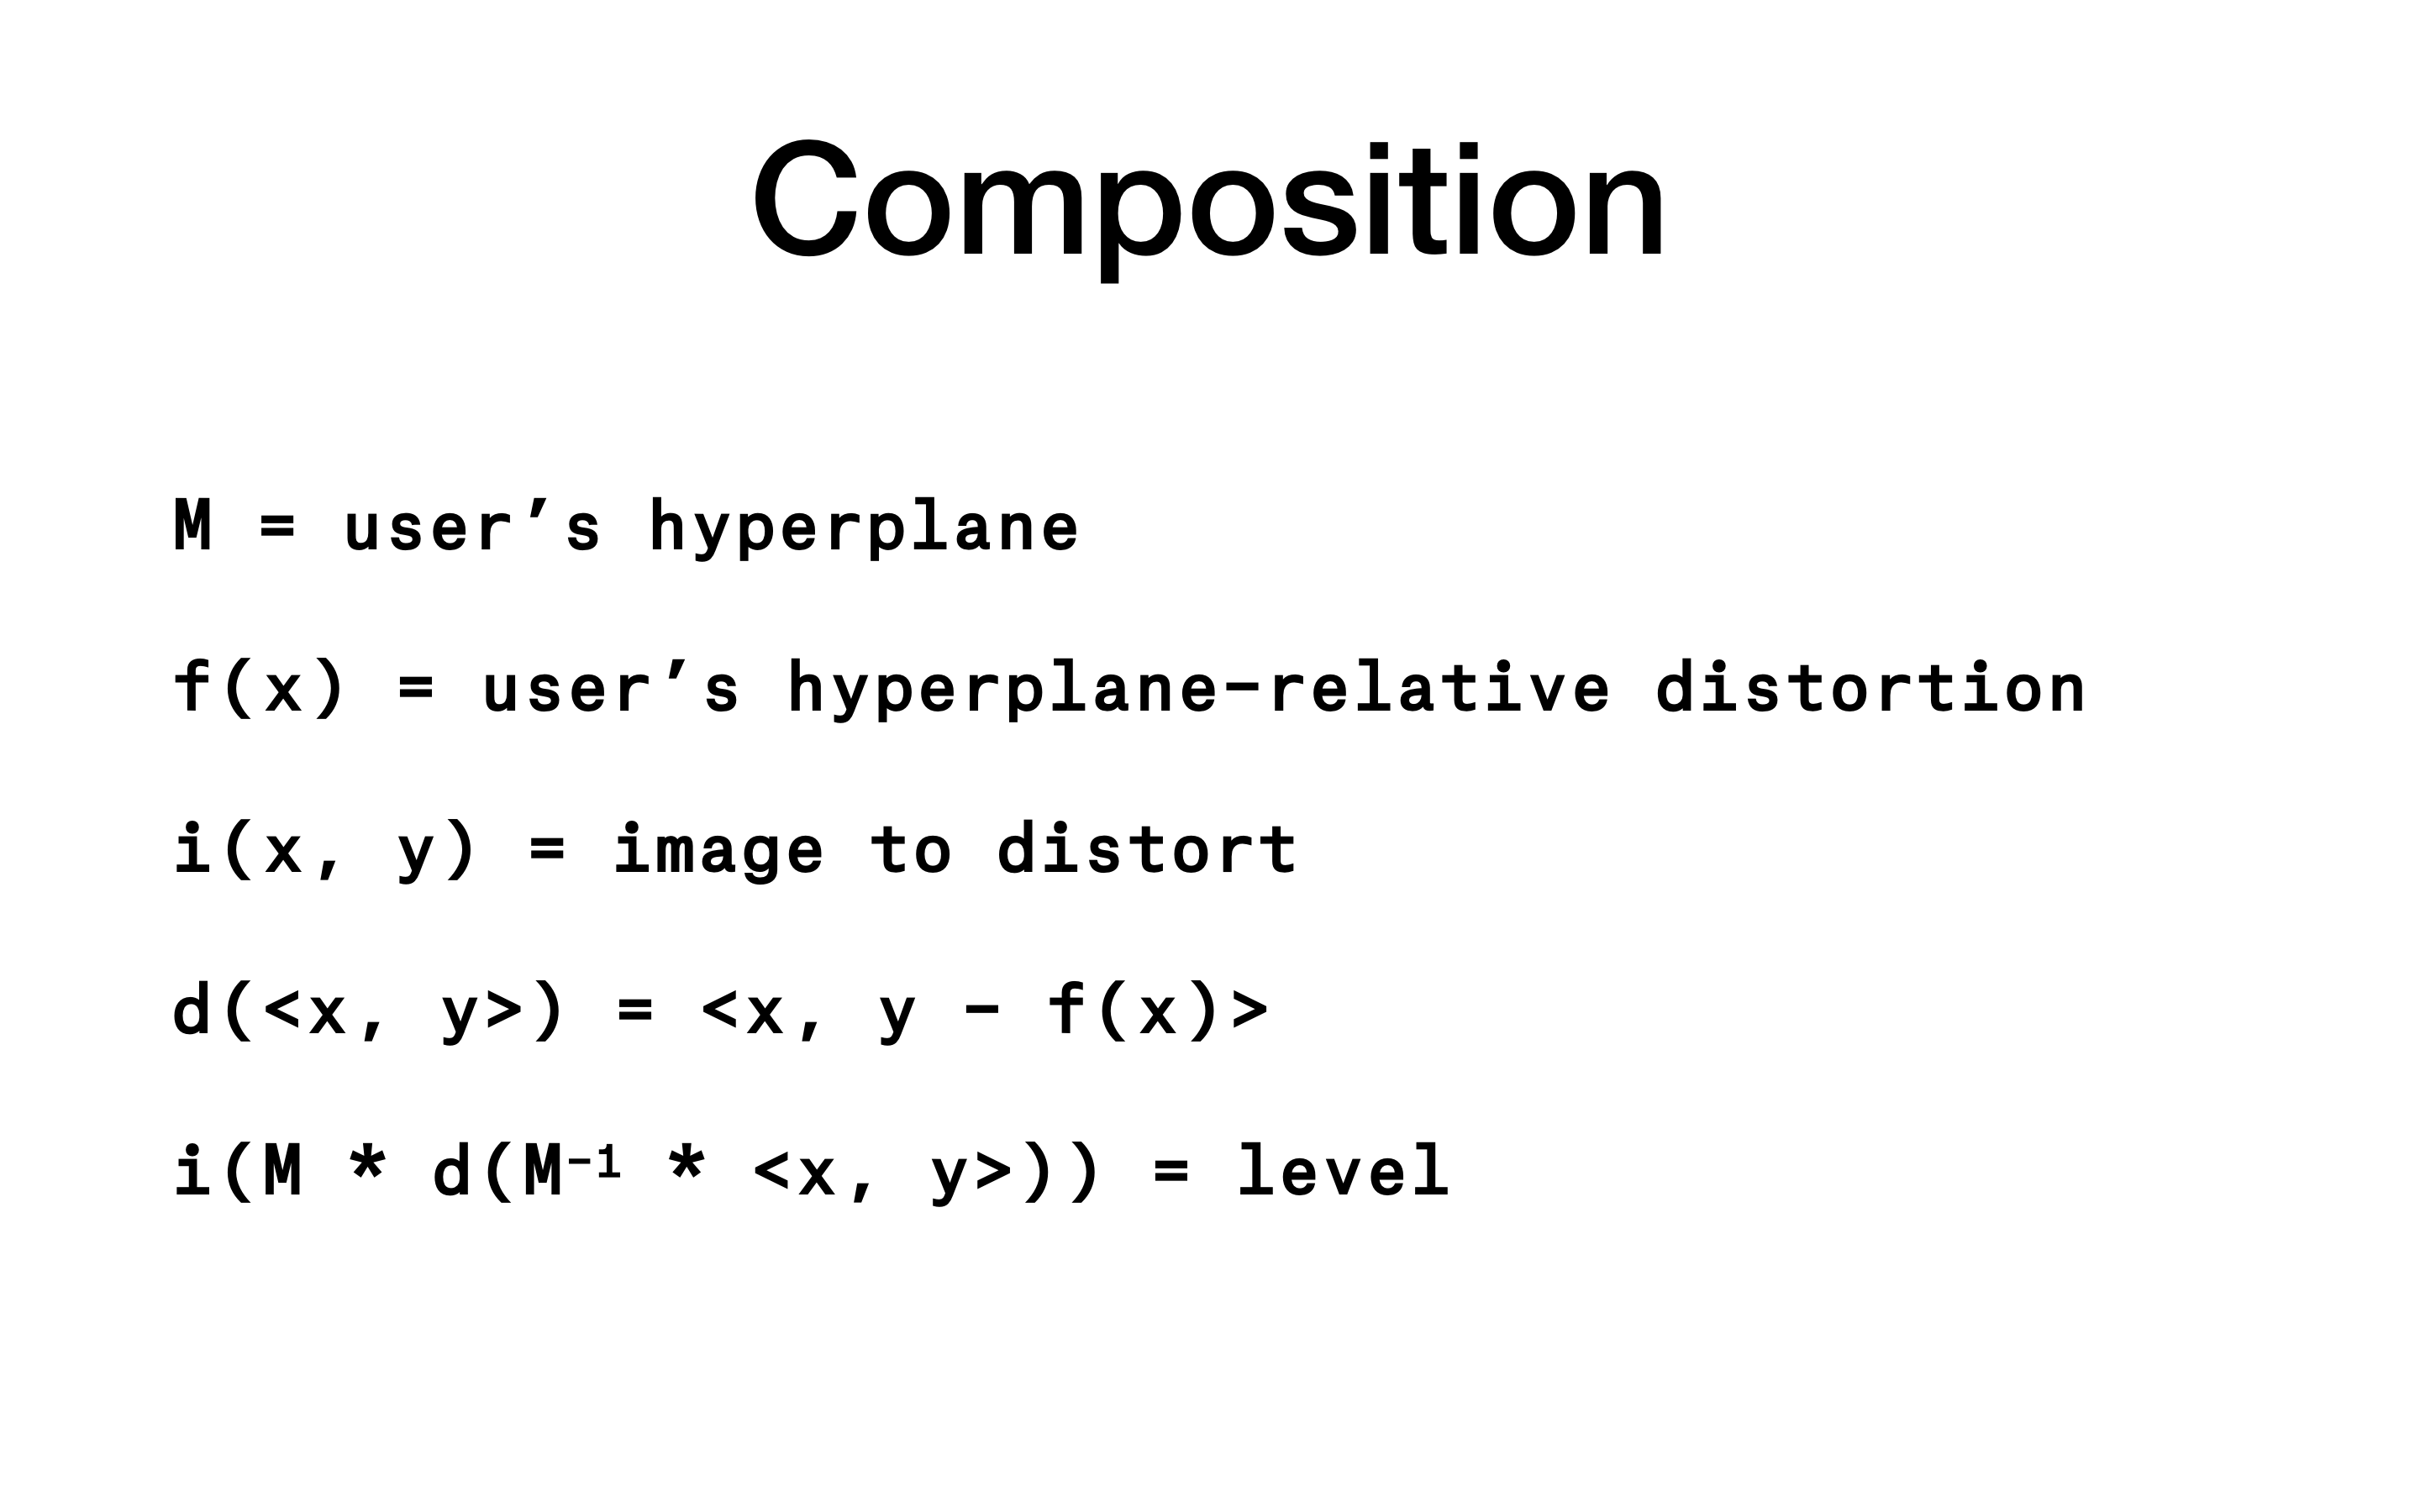 Composition
M = user’s hyperplane
f(x) = user’s hyperplane-relative distortion
i(x, y) = image to distort
d(<x, y>) = <x, y - f(x)>
i(M * d(M⁻¹ * <x, y>)) = level